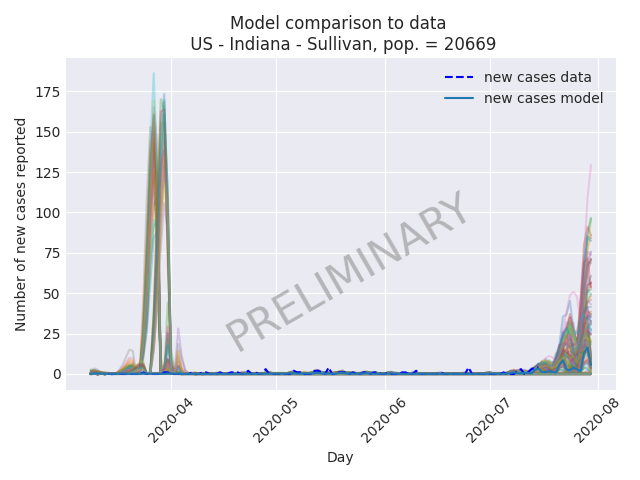 Model comparison to data
US - Indiana - Sullivan, pop. = 20669
new cases data
new cases model
Number of new cases reported
175
150
125
100
75
50
25
0
PRELIMINARY
2020-04
2020-05
2020-06
2020-07
2020-08
Day